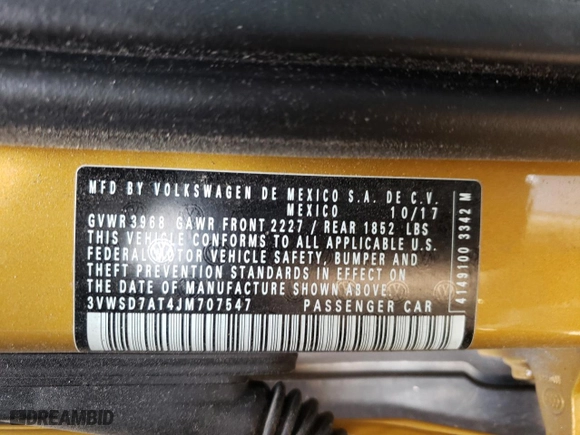 MFD BY VOLKSWAGEN DE MEXICO S.A. DE C.V.
MEXICO 10/17
GVWR 3968 GAWR FRONT 2227 / REAR 1852 LBS
THIS VEHICLE CONFORMS TO ALL APPLICABLE U.S.
FEDERAL MOTOR VEHICLE SAFETY, BUMPER AND
THEFT PREVENTION STANDARDS IN EFFECT ON
THE DATE OF MANUFACTURE SHOWN ABOVE.
3VWSD7AT4JM707547 PASSENGER CAR
4149100 3342 M
DREAMBID